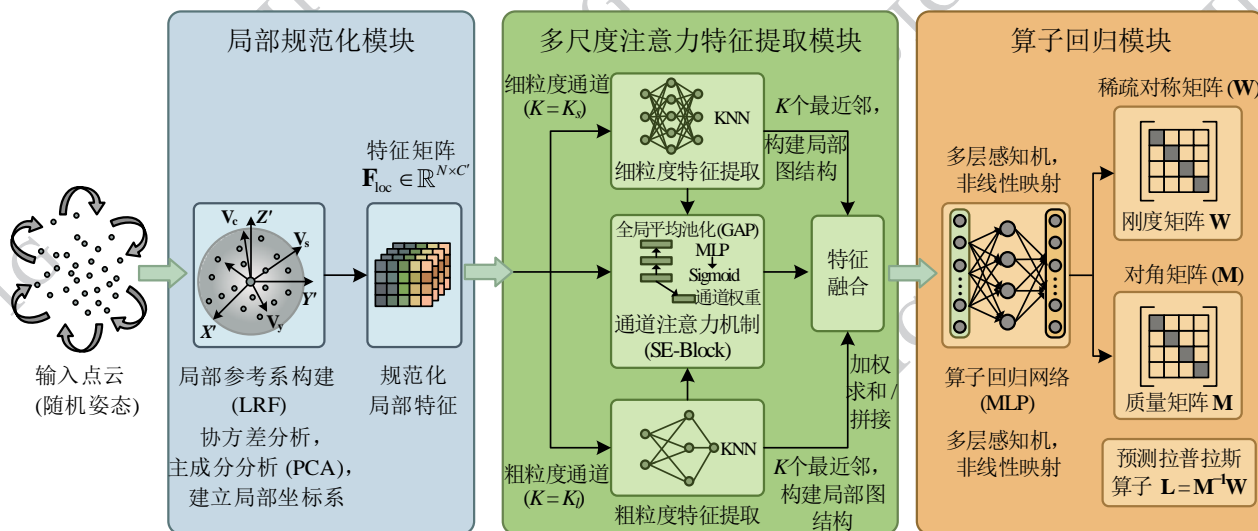 局部规范化模块
多尺度注意力特征提取模块
算子回归模块
输入点云
(随机姿态)
特征矩阵
F_loc ∈ ℝ^{N×C′}
V_c
Z′
V_s
Y′
V_y
X′
局部参考系构建
(LRF)
规范化
局部特征
协方差分析,
主成分分析 (PCA),
建立局部坐标系
细粒度通道
(K = K_s)
KNN
细粒度特征提取
K个最近邻,
构建局部
图结构
全局平均池化(GAP)
MLP
Sigmoid
通道权重
通道注意力机制
(SE-Block)
特征
融合
加权
求和 /
拼接
粗粒度通道
(K = K_l)
KNN
粗粒度特征提取
K个最近邻,
构建局部图
结构
多层感知机,
非线性映射
算子回归网络
(MLP)
多层感知机,
非线性映射
稀疏对称矩阵 (W)
刚度矩阵 W
对角矩阵 (M)
质量矩阵 M
预测拉普拉斯
算子 L = M⁻¹W